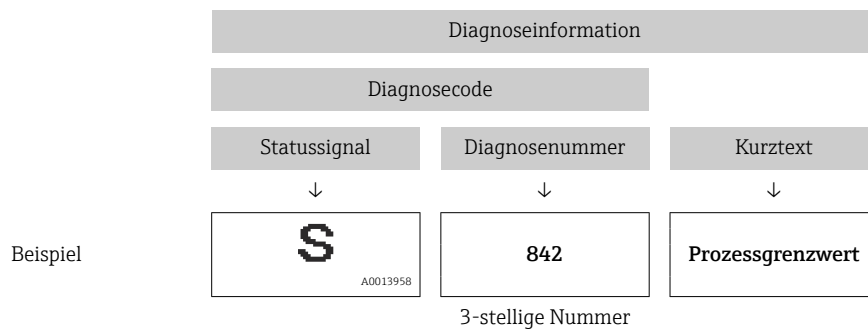 Diagnoseinformation
Diagnosecode
Statussignal Diagnosenummer Kurztext
↓ ↓ ↓
Beispiel S 842 Prozessgrenzwert
A0013958
3-stellige Nummer